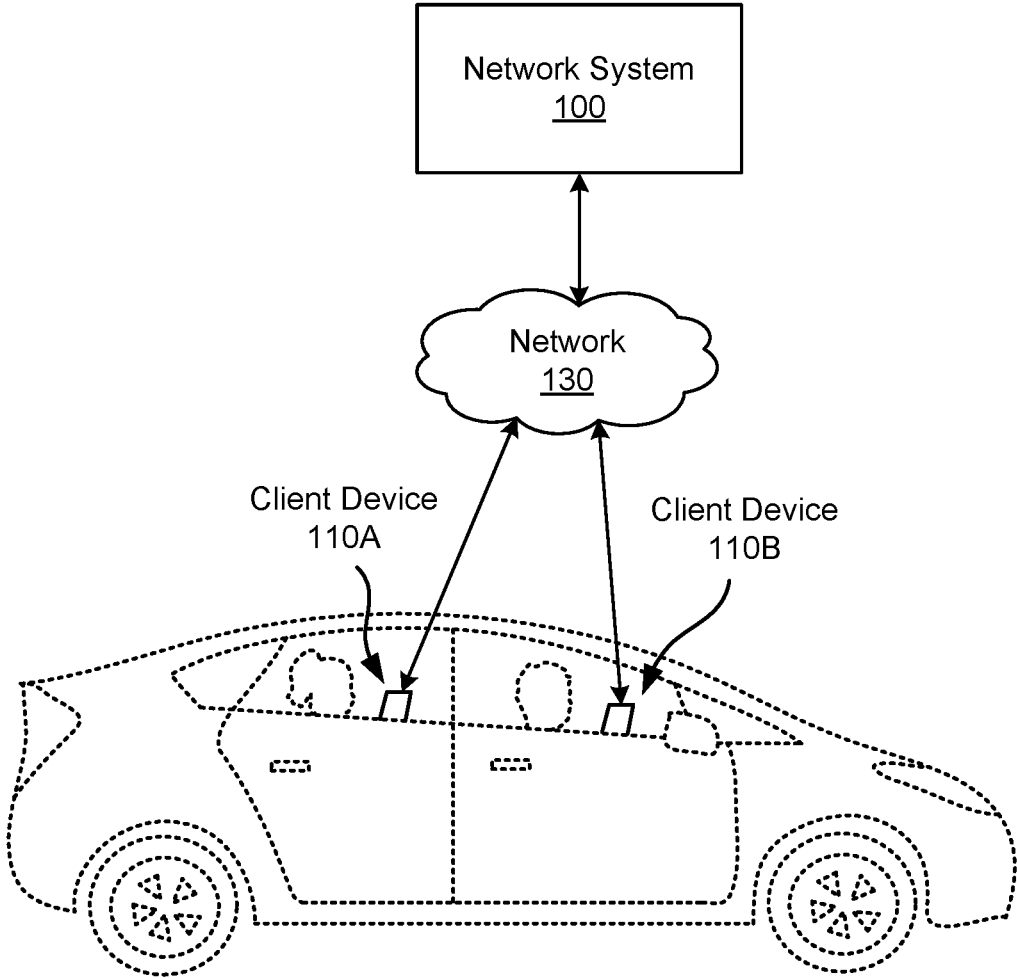 Network System
100
Network
130
Client Device
110A
Client Device
110B